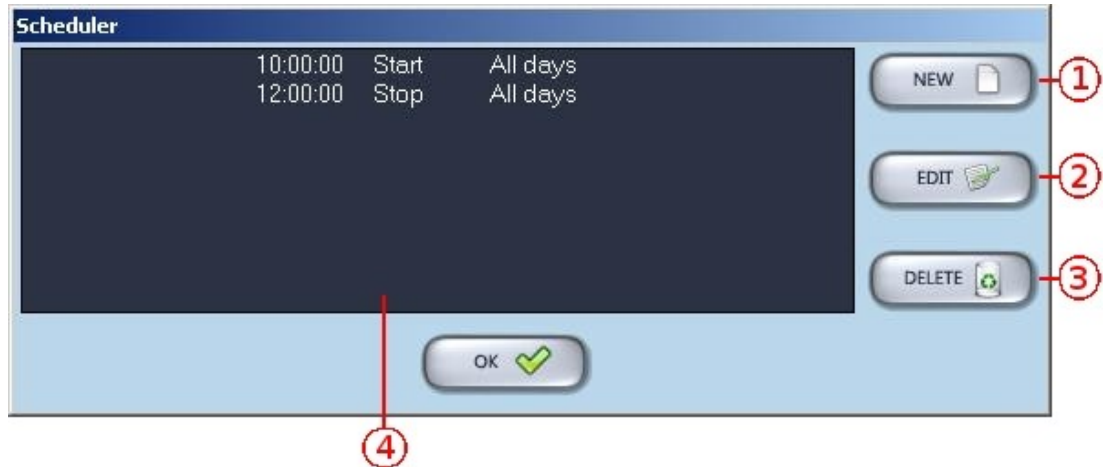 Scheduler
10:00:00 Start All days
12:00:00 Stop All days
NEW
1
EDIT
2
DELETE
3
OK
4